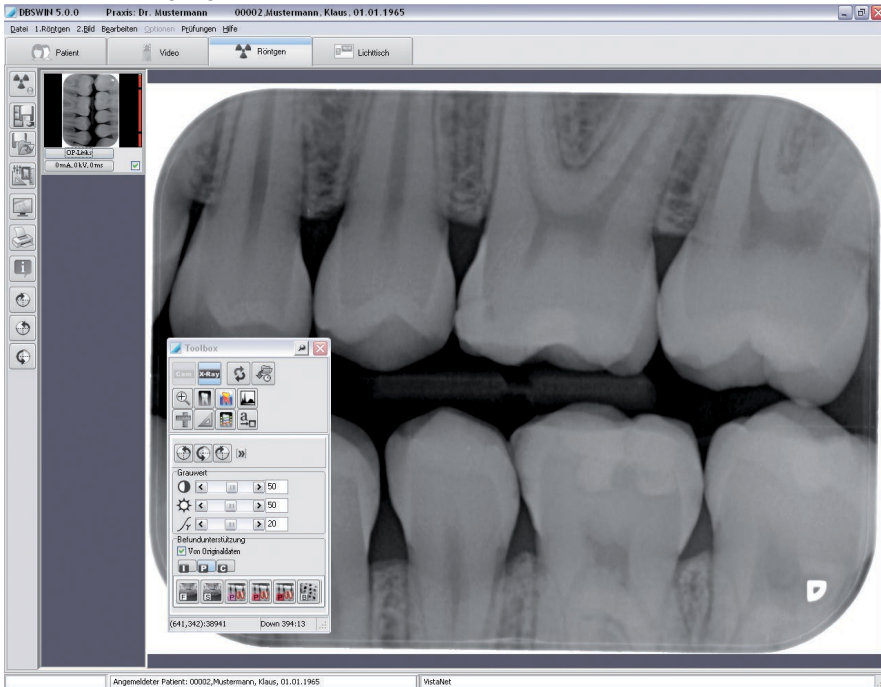 DBSWIN 5.0.0 Praxis: Dr. Mustermann 00002,Mustermann, Klaus, 01.01.1965
Datei 1.Röntgen 2.Bild Bearbeiten Optionen Prüfungen Hilfe
Patient Video Röntgen Lichttisch
OP-Links
0 mA, 0 kV, 0 ms
Toolbox
Cam X-Ray
a
Grauwert
50
50
20
Befundunterstützung
Von Originaldaten
I P C
F S P P P B
(641,342):38941 Down 394:13
Angemeldeter Patient: 00002,Mustermann, Klaus, 01.01.1965 VistaNet